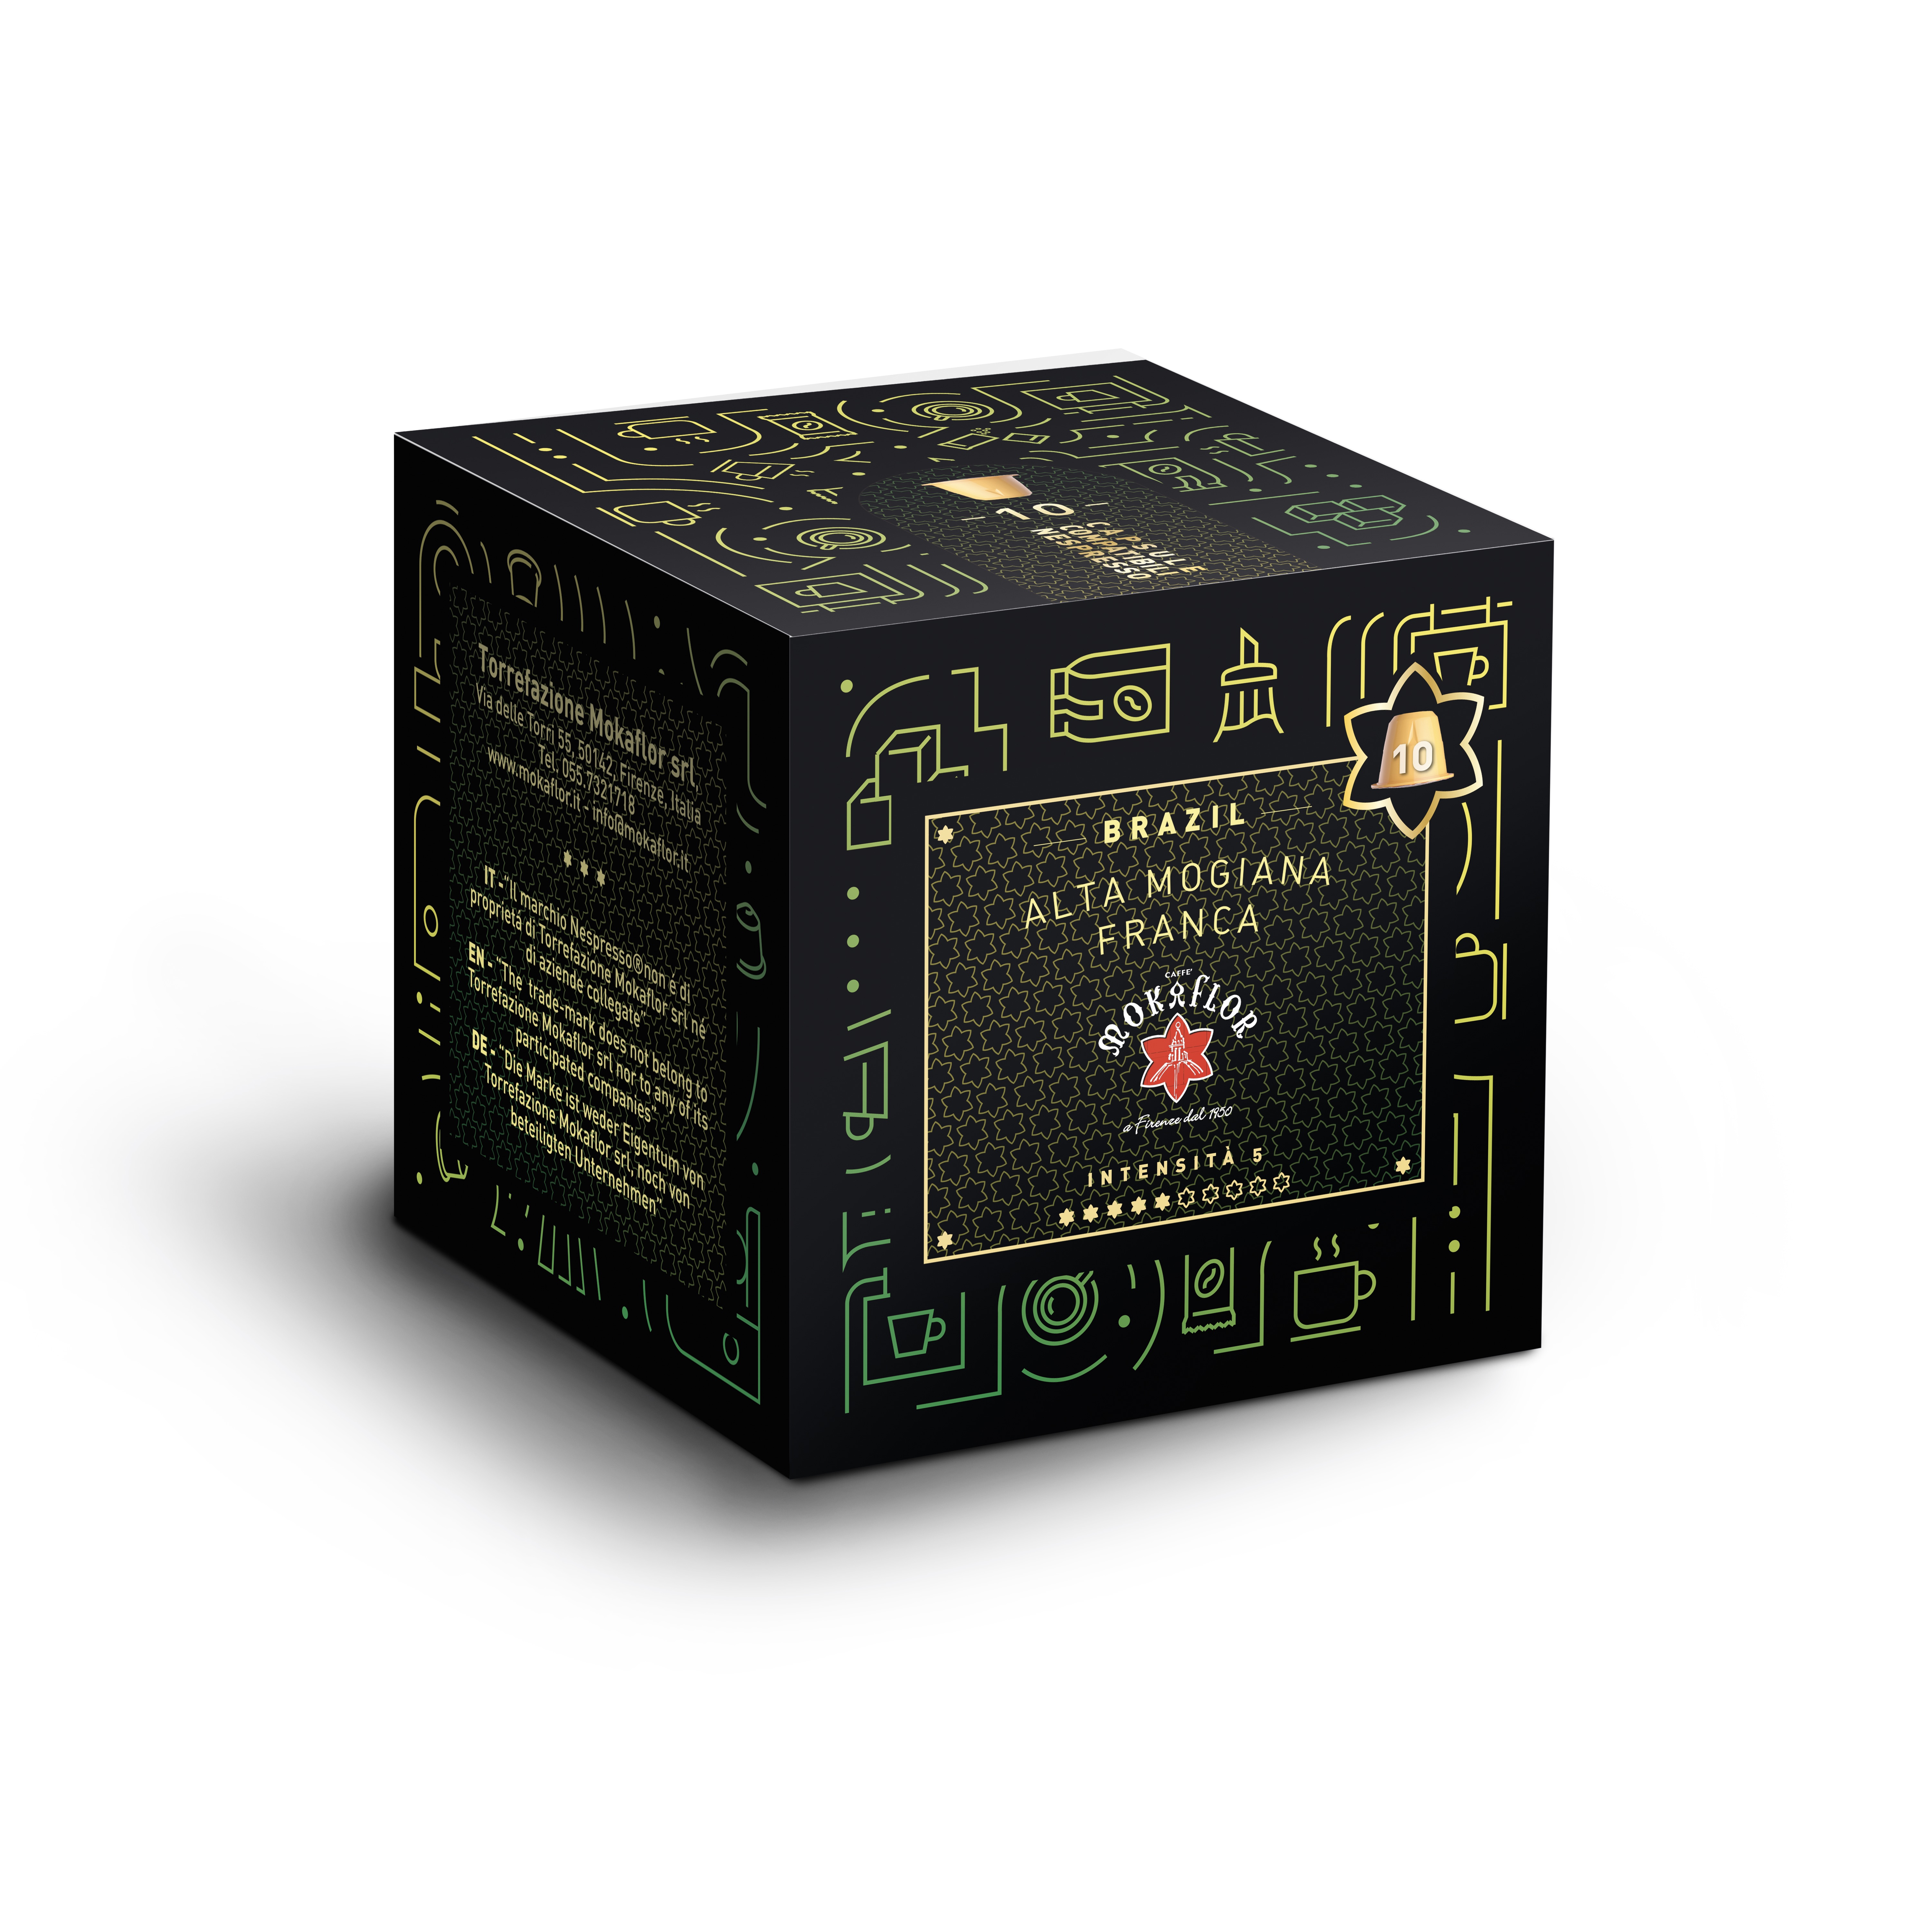 10
CAPSULE
COMPATIBILI
NESPRESSO
Torrefazione Mokaflor srl,
Via delle Torri 55, 50142, Firenze, Italia
Tel. 055.7321718
www.mokaflor.it - info@mokaflor.it
IT -"Il marchio Nespresso®non é di
proprietá di Torrefazione Mokaflor srl né
di aziende collegate"
EN - "The trade-mark does not belong to
Torrefazione Mokaflor srl nor to any of its
participated companies"
DE - "Die Marke ist weder Eigentum von
Torrefazione Mokaflor srl, noch von
beteiligten Unternehmen"
10
BRAZIL
ALTA MOGIANA
FRANCA
CAFFE'
MOKAFLOR
a Firenze dal 1950
INTENSITÀ 5